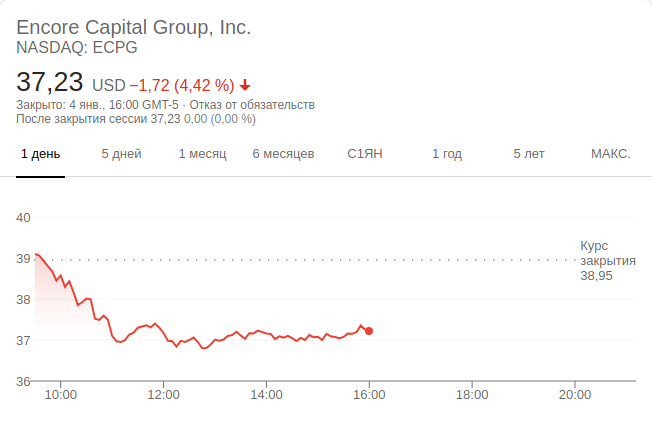 Encore Capital Group, Inc.
NASDAQ: ECPG
37,23 USD −1,72 (4,42 %)
Закрыто: 4 янв., 16:00 GMT-5 · Отказ от обязательств
После закрытия сессии 37,23 0,00 (0,00 %)
1 день 5 дней 1 месяц 6 месяцев С1ЯН 1 год 5 лет МАКС.
40
Курс
39 закрытия
38,95
38
37
36
10:00 12:00 14:00 16:00 18:00 20:00